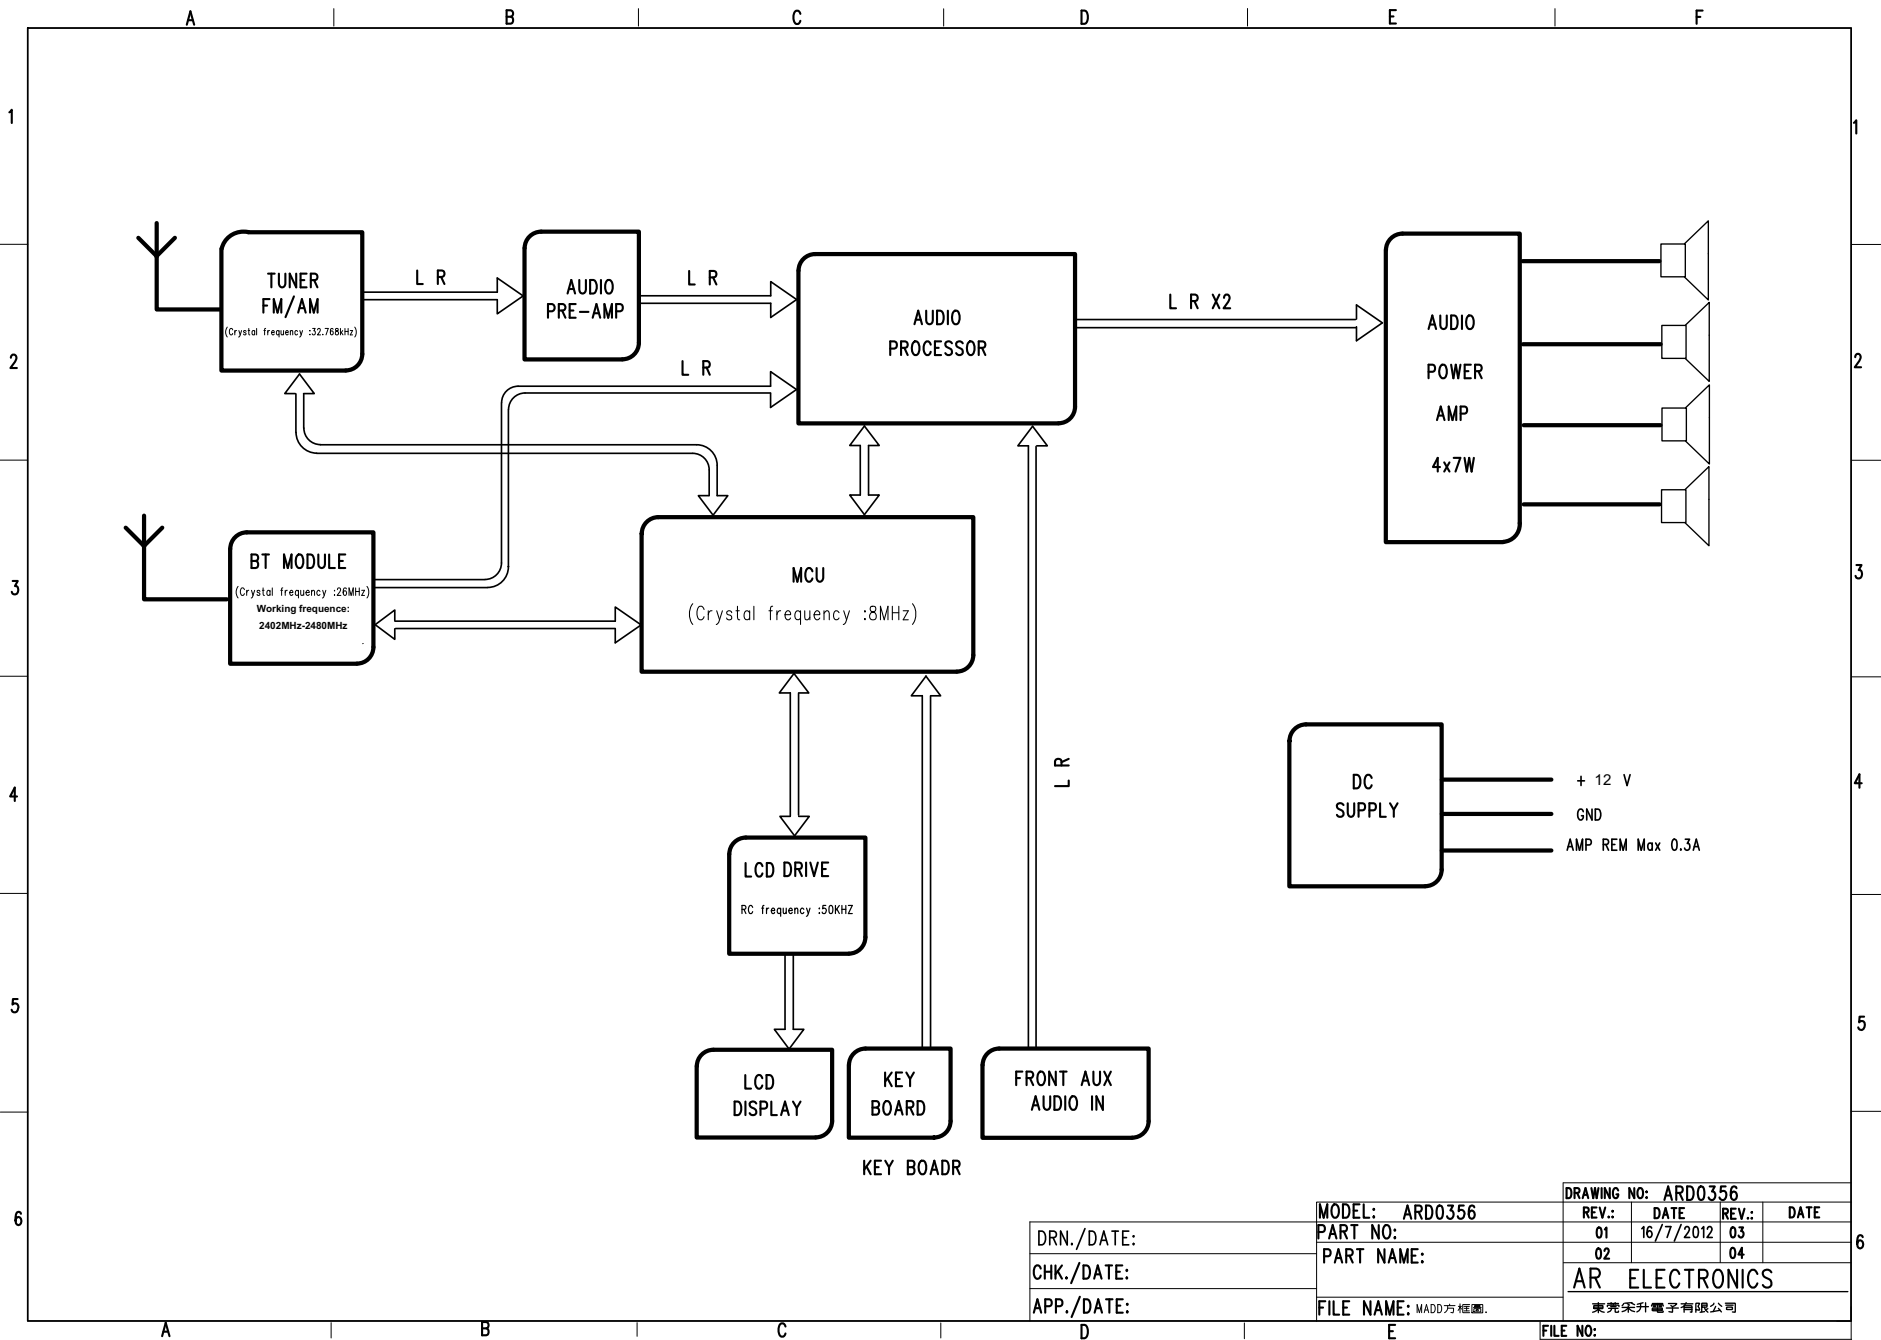 A B C D E F
1 1
TUNER
FM/AM
(Crystal frequency :32.768kHz)
L R
AUDIO
PRE-AMP
L R
AUDIO
PROCESSOR
L R X2
AUDIO
POWER
AMP
4x7W
2 2
L R
BT MODULE
(Crystal frequency :26MHz)
Working frequence:
2402MHz-2480MHz
MCU
(Crystal frequency :8MHz)
3 3
L R
DC
SUPPLY
+ 12 V
GND
AMP REM Max 0.3A
4 4
LCD DRIVE
RC frequency :50KHZ
5 5
LCD
DISPLAY
KEY
BOARD
FRONT AUX
AUDIO IN
KEY BOADR
6 6
DRN./DATE:
CHK./DATE:
APP./DATE:
MODEL: ARD0356
PART NO:
PART NAME:
FILE NAME: MADD方框圖.
DRAWING NO: ARD0356
REV.: DATE REV.: DATE
01 16/7/2012 03
02 04
AR ELECTRONICS
東莞采升電子有限公司
FILE NO:
A B C D E